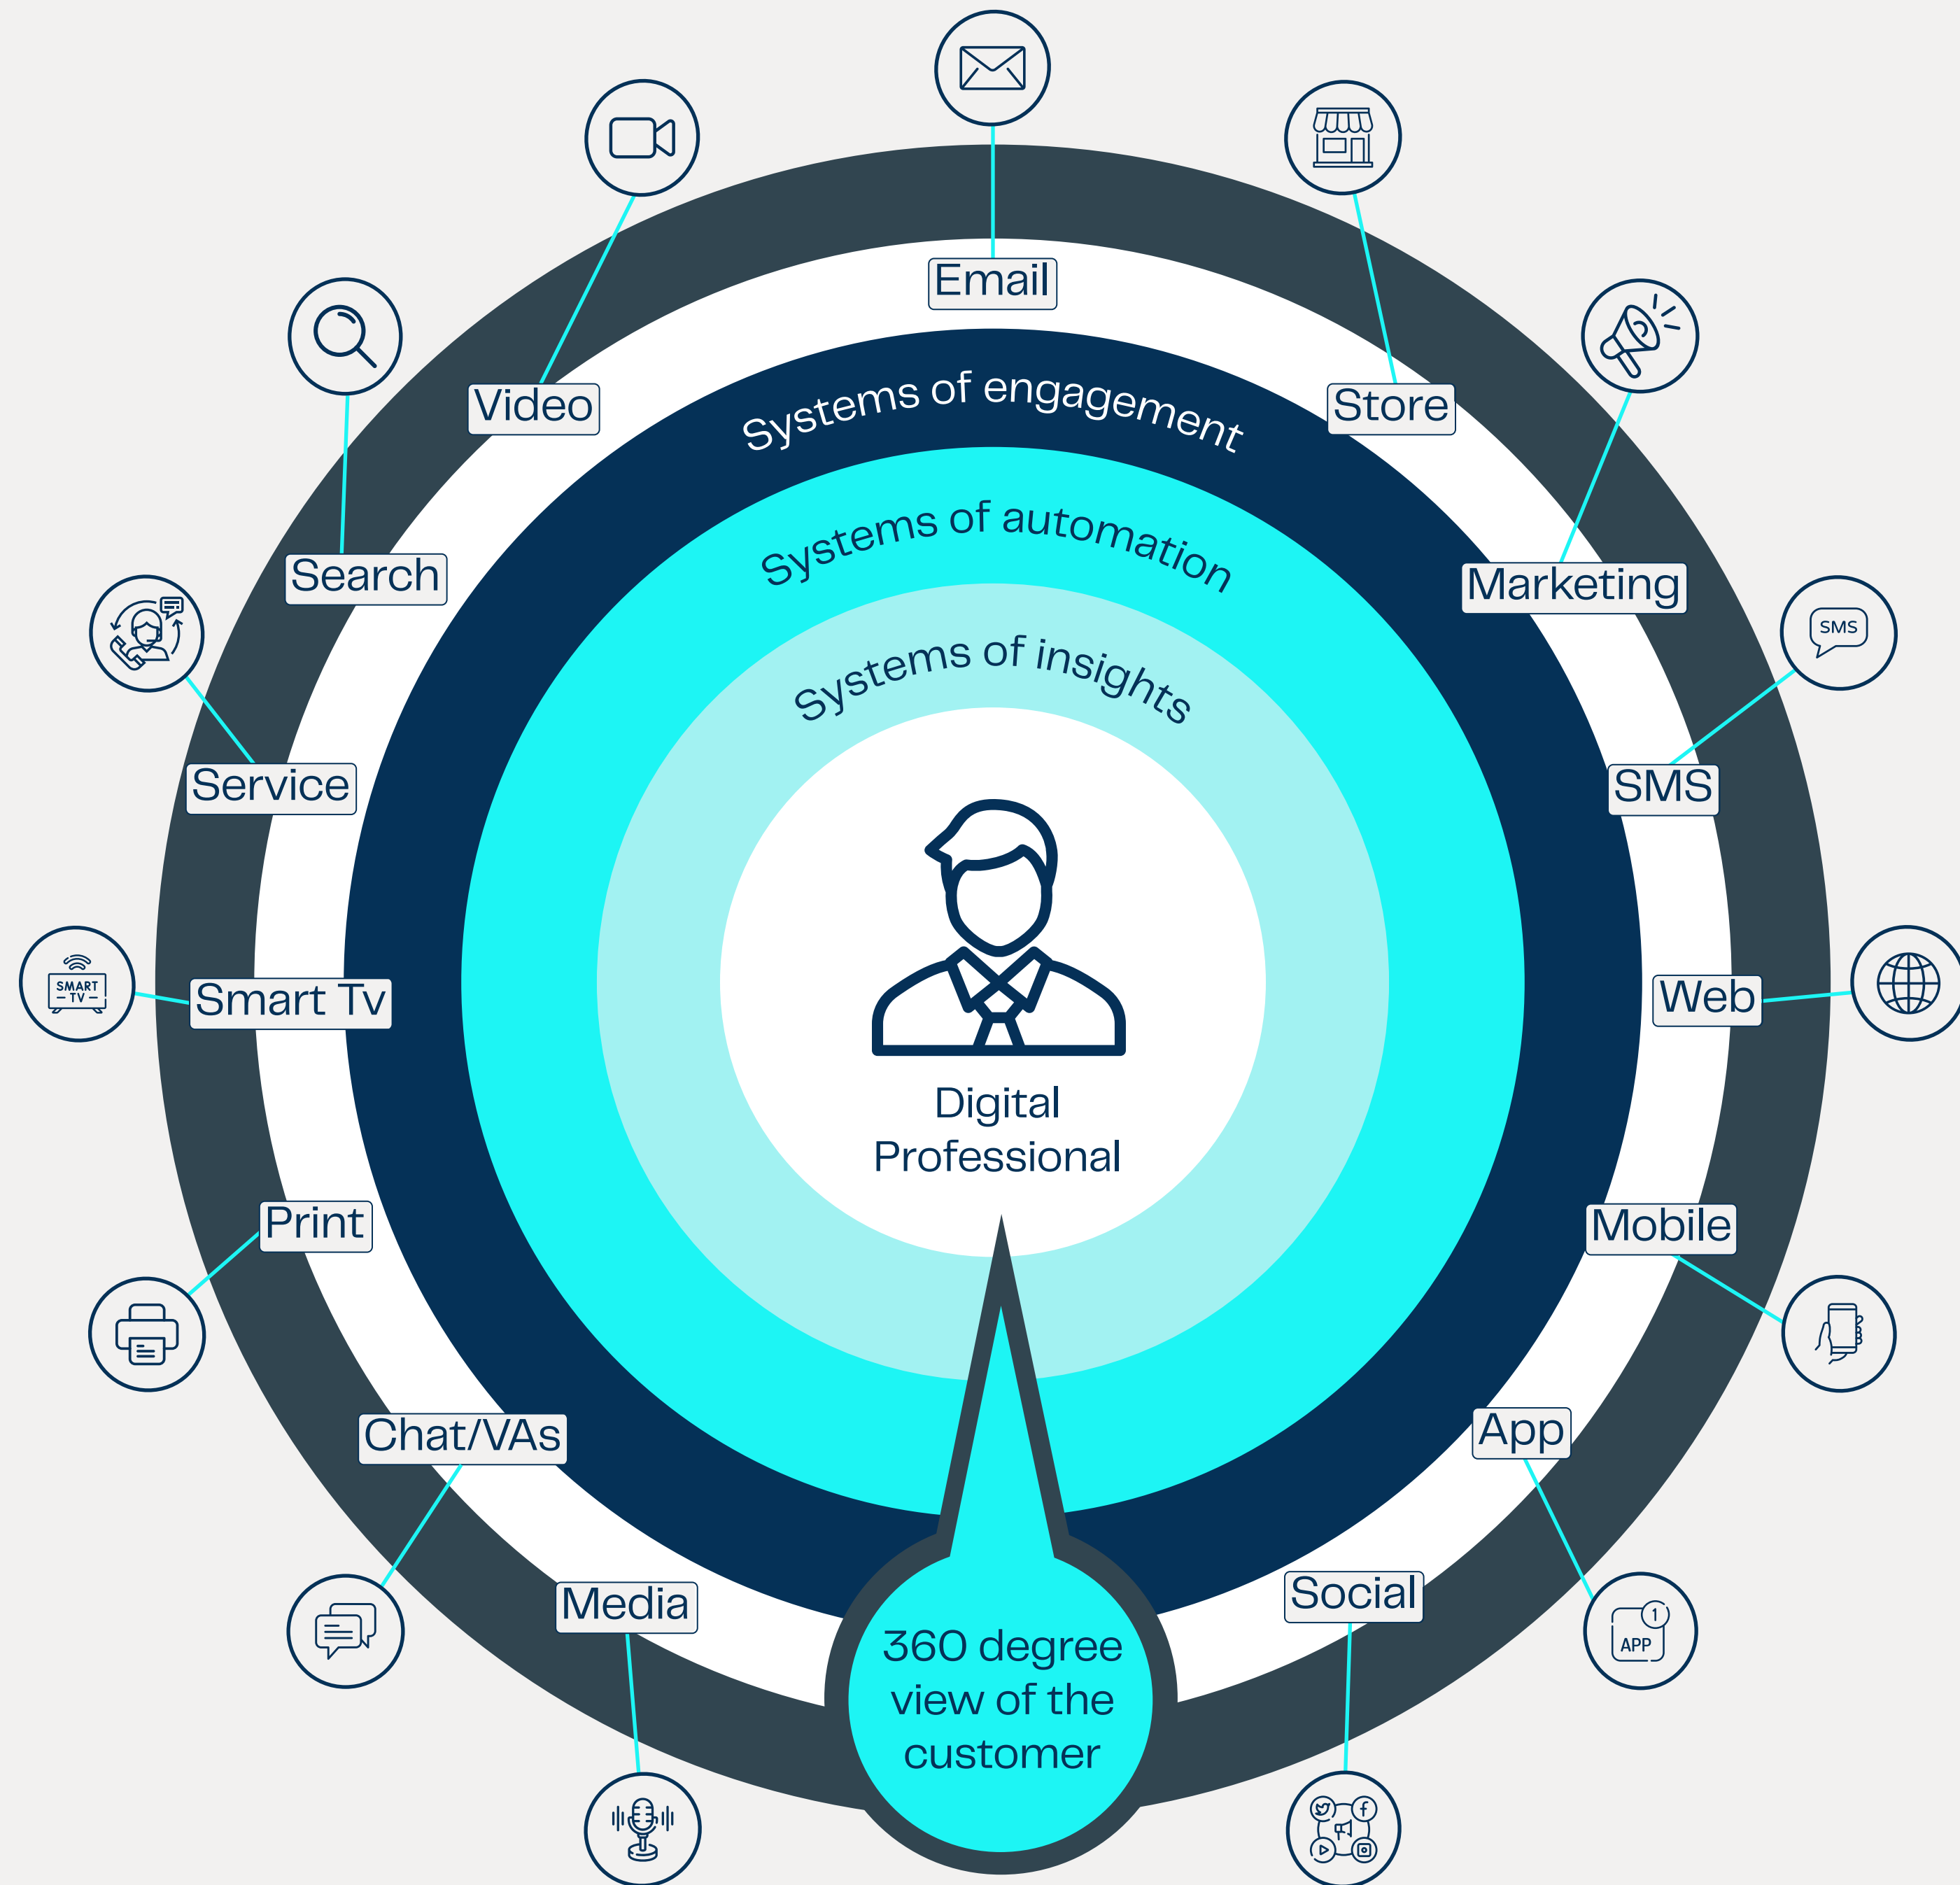 Email
Video
Store
Systems of engagement
Systems of automation
Search
Marketing
SMS
Systems of insights
Service
SMS
SMART
TV
Smart Tv
Web
Digital
Professional
Print
Mobile
Chat/VAs
App
Media
Social
1
APP
360 degree
view of the
customer
f